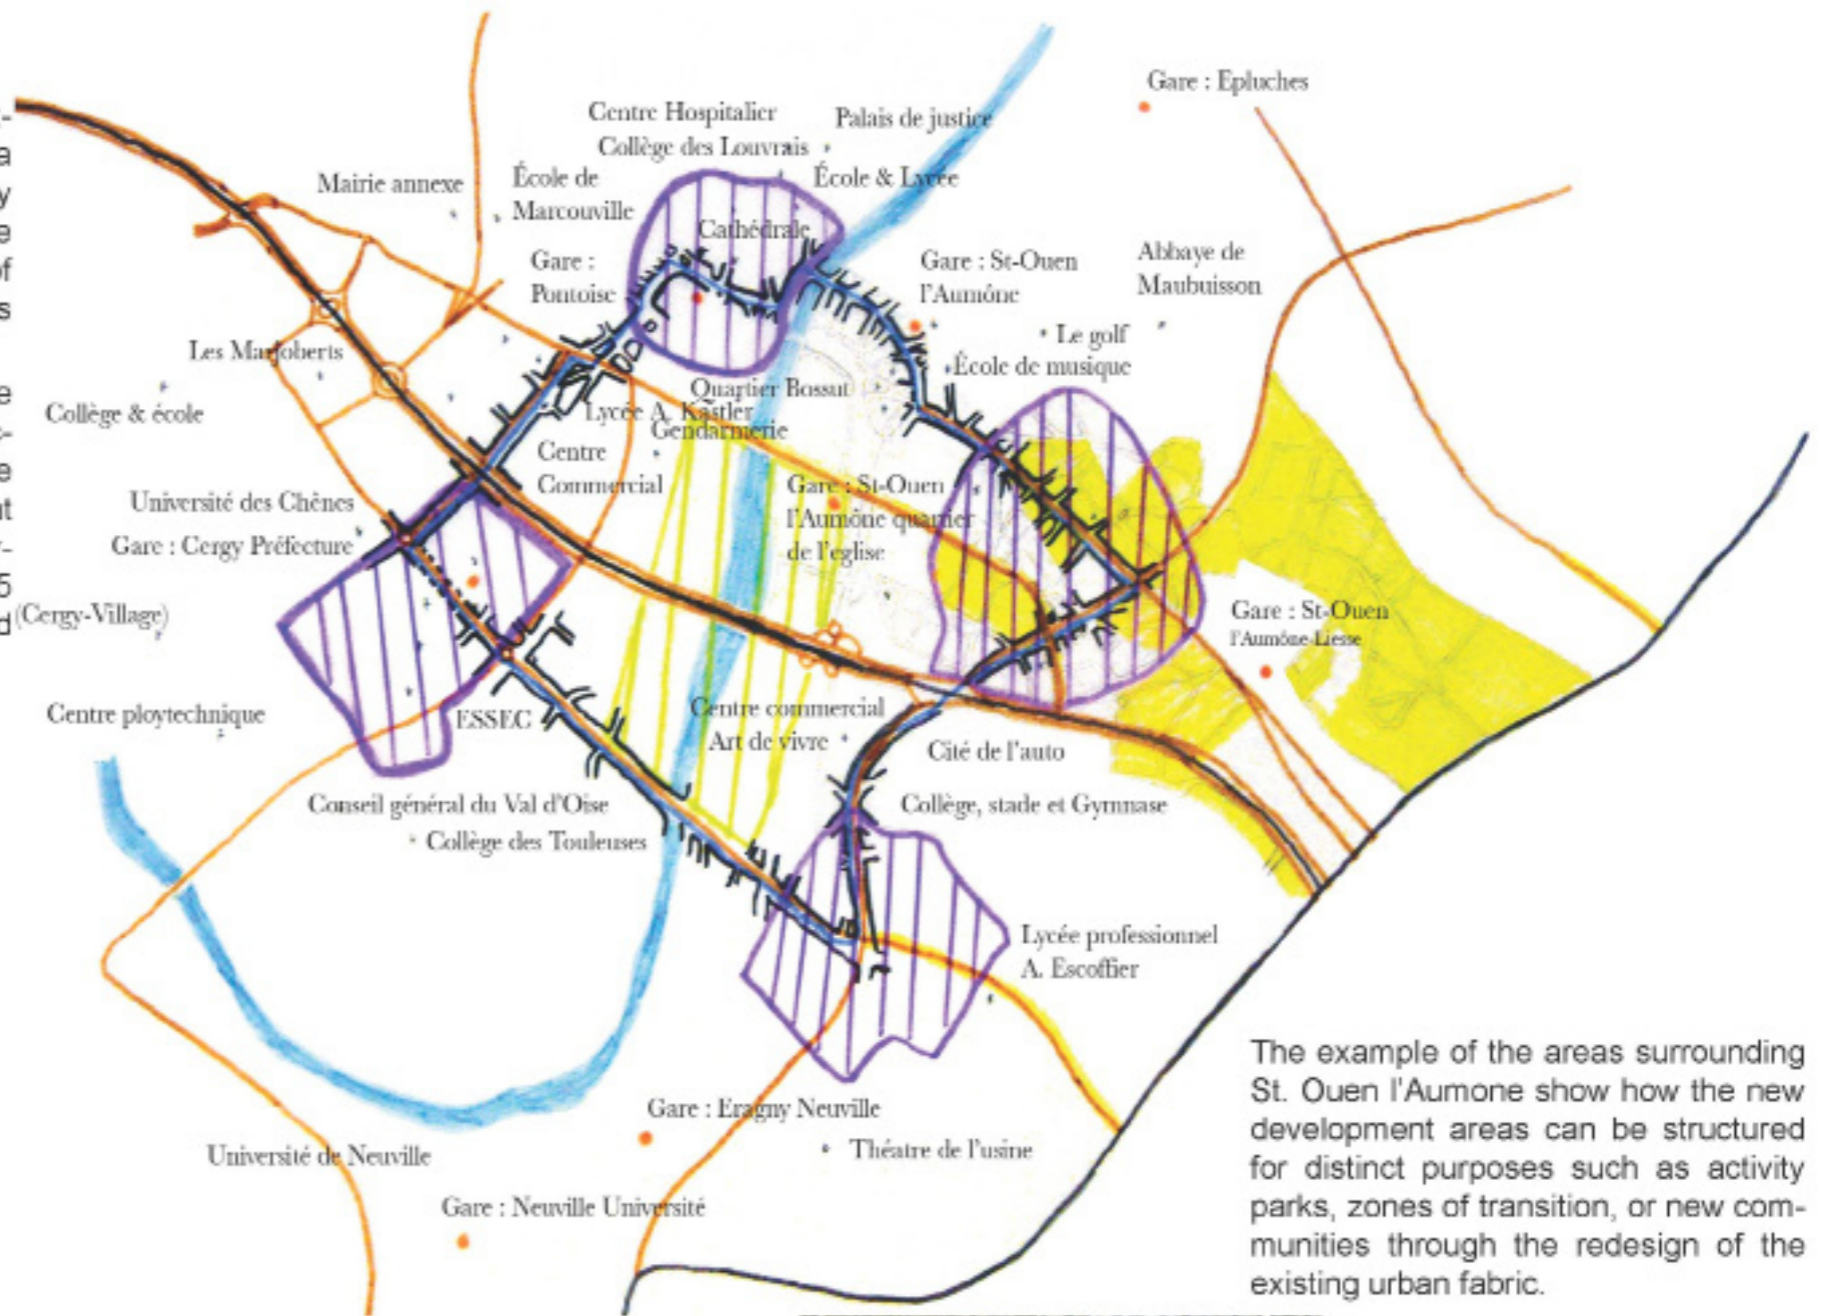 Gare : Epluches
Centre Hospitalier
Collège des Louvrais
Palais de justice
Mairie annexe
École de
Marcouville
École & Lycée
Cathédrale
Gare :
Pontoise
Gare : St-Ouen
l'Aumône
Abbaye de
Maubuisson
Le golf
École de musique
Les Marjoberts
Collège & école
Quartier Bossut
Lycée A. Kastler
Gendarmerie
Centre
Commercial
Gare : St-Ouen
l'Aumône quartier
de l'eglise
Université des Chênes
Gare : Cergy Préfecture
(Cergy-Village)
Gare : St-Ouen
l'Aumône-Liesse
Centre ploytechnique
ESSEC
Centre commercial
Art de vivre
Cité de l'auto
Conseil général du Val d'Oise
Collège des Touleuses
Collège, stade et Gymnase
Lycée professionnel
A. Escoffier
Gare : Eragny Neuville
Théatre de l'usine
Université de Neuville
Gare : Neuville Université
The example of the areas surrounding
St. Ouen l'Aumone show how the new
development areas can be structured
for distinct purposes such as activity
parks, zones of transition, or new com-
munities through the redesign of the
existing urban fabric.